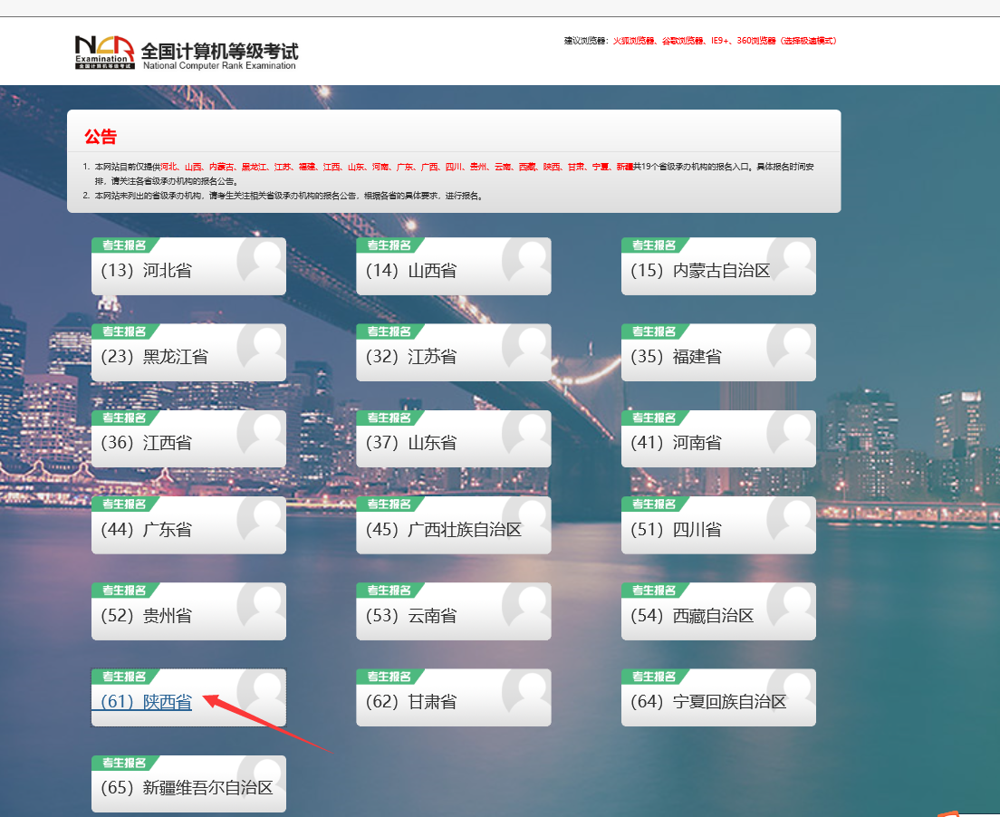 NCR
Examination
全国计算机等级考试
全国计算机等级考试
National Computer Rank Examination
建议浏览器：火狐浏览器、谷歌浏览器、IE9+、360浏览器（选择极速模式）
公告
1. 本网站目前仅提供河北、山西、内蒙古、黑龙江、江苏、福建、江西、山东、河南、广东、广西、四川、贵州、云南、西藏、陕西、甘肃、宁夏、新疆共19个省级承办机构的报名入口。具体报名时间安
排，请关注各省级承办机构的报名公告。
2. 本网站未列出的省级承办机构，请考生关注相关省级承办机构的报名公告，根据各省的具体要求，进行报名。
考生报名 考生报名 考生报名
（13）河北省 （14）山西省 （15）内蒙古自治区
考生报名 考生报名 考生报名
（23）黑龙江省 （32）江苏省 （35）福建省
考生报名 考生报名 考生报名
（36）江西省 （37）山东省 （41）河南省
考生报名 考生报名 考生报名
（44）广东省 （45）广西壮族自治区 （51）四川省
考生报名 考生报名 考生报名
（52）贵州省 （53）云南省 （54）西藏自治区
考生报名 考生报名 考生报名
（61）陕西省 （62）甘肃省 （64）宁夏回族自治区
考生报名
（65）新疆维吾尔自治区